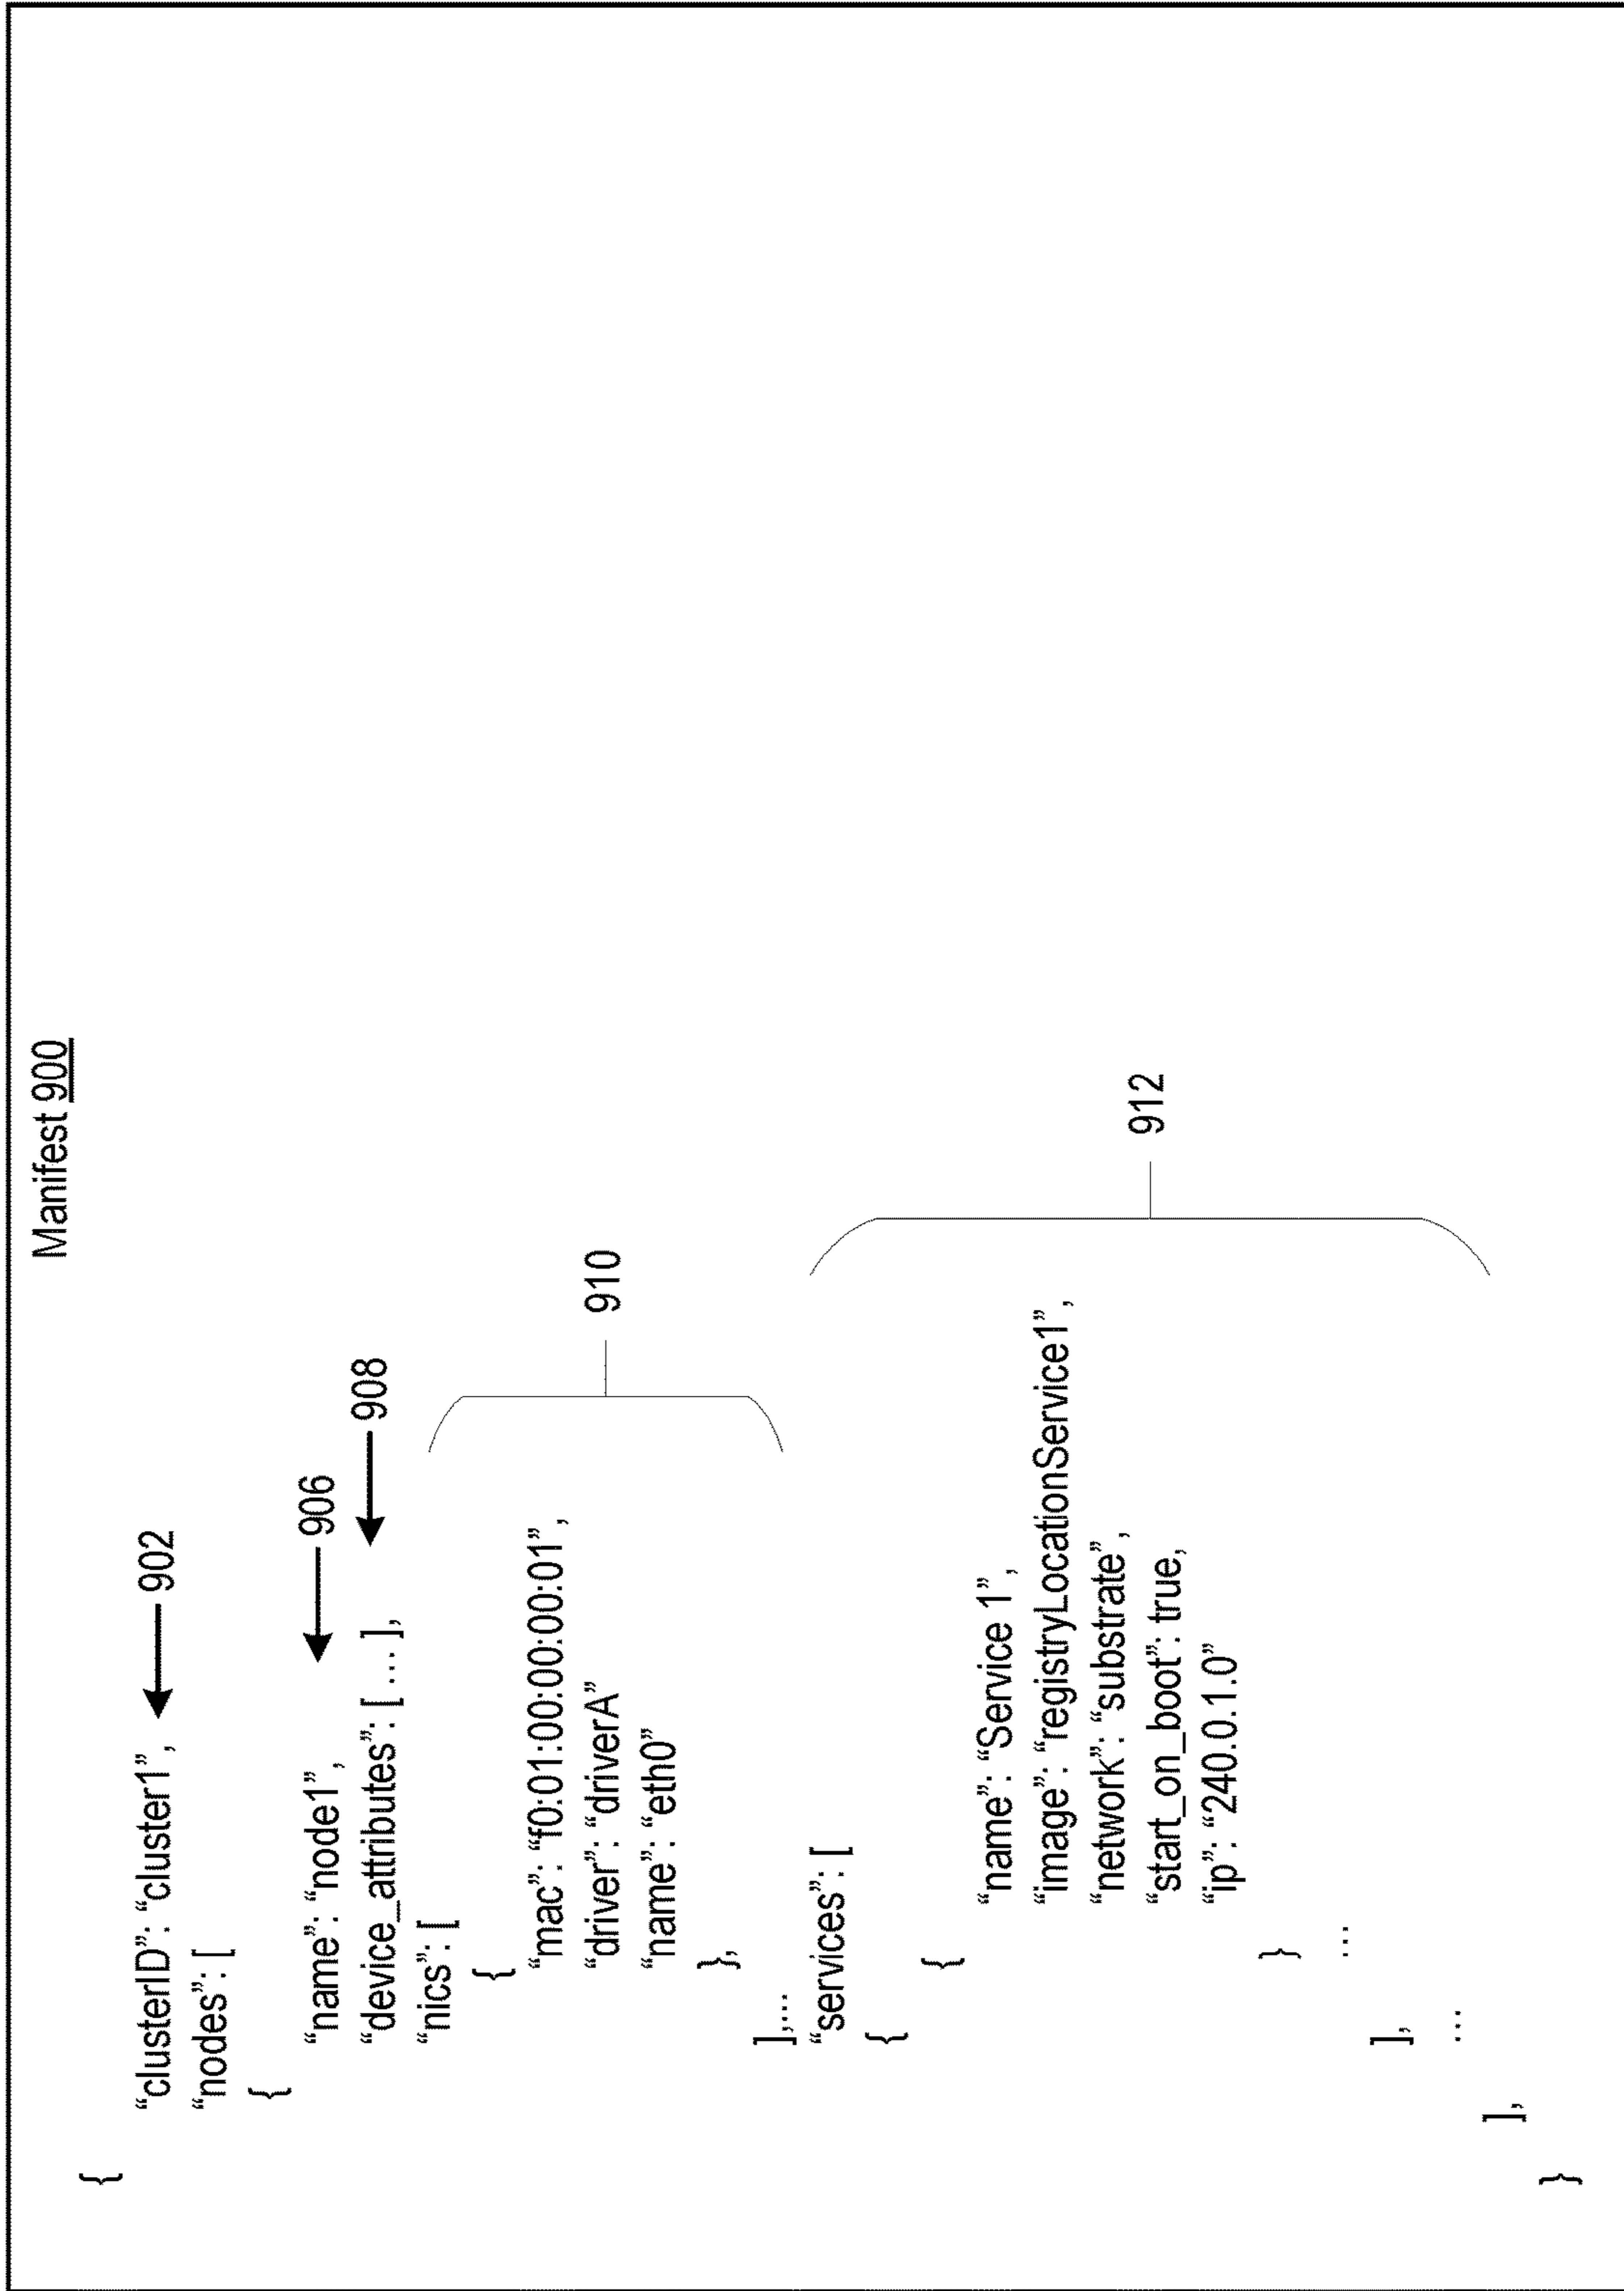 Manifest 900
{
“clusterID”: “cluster1”, 902
“nodes”: [
{
“name”: “node1”, 906
“device_attributes”: [ … ], 908
“nics”: [
{
“mac”: “f0:01:00:00:00:01”,
“driver”: “driverA”
“name”: “eth0”
},
],…
910
“services”: [
{
{
“name”: “Service 1”,
“image”: “registryLocationService1”,
“network”: “substrate”,
“start_on_boot”: true,
“ip”: “240.0.1.0”
}
…
],
…
912
],
}